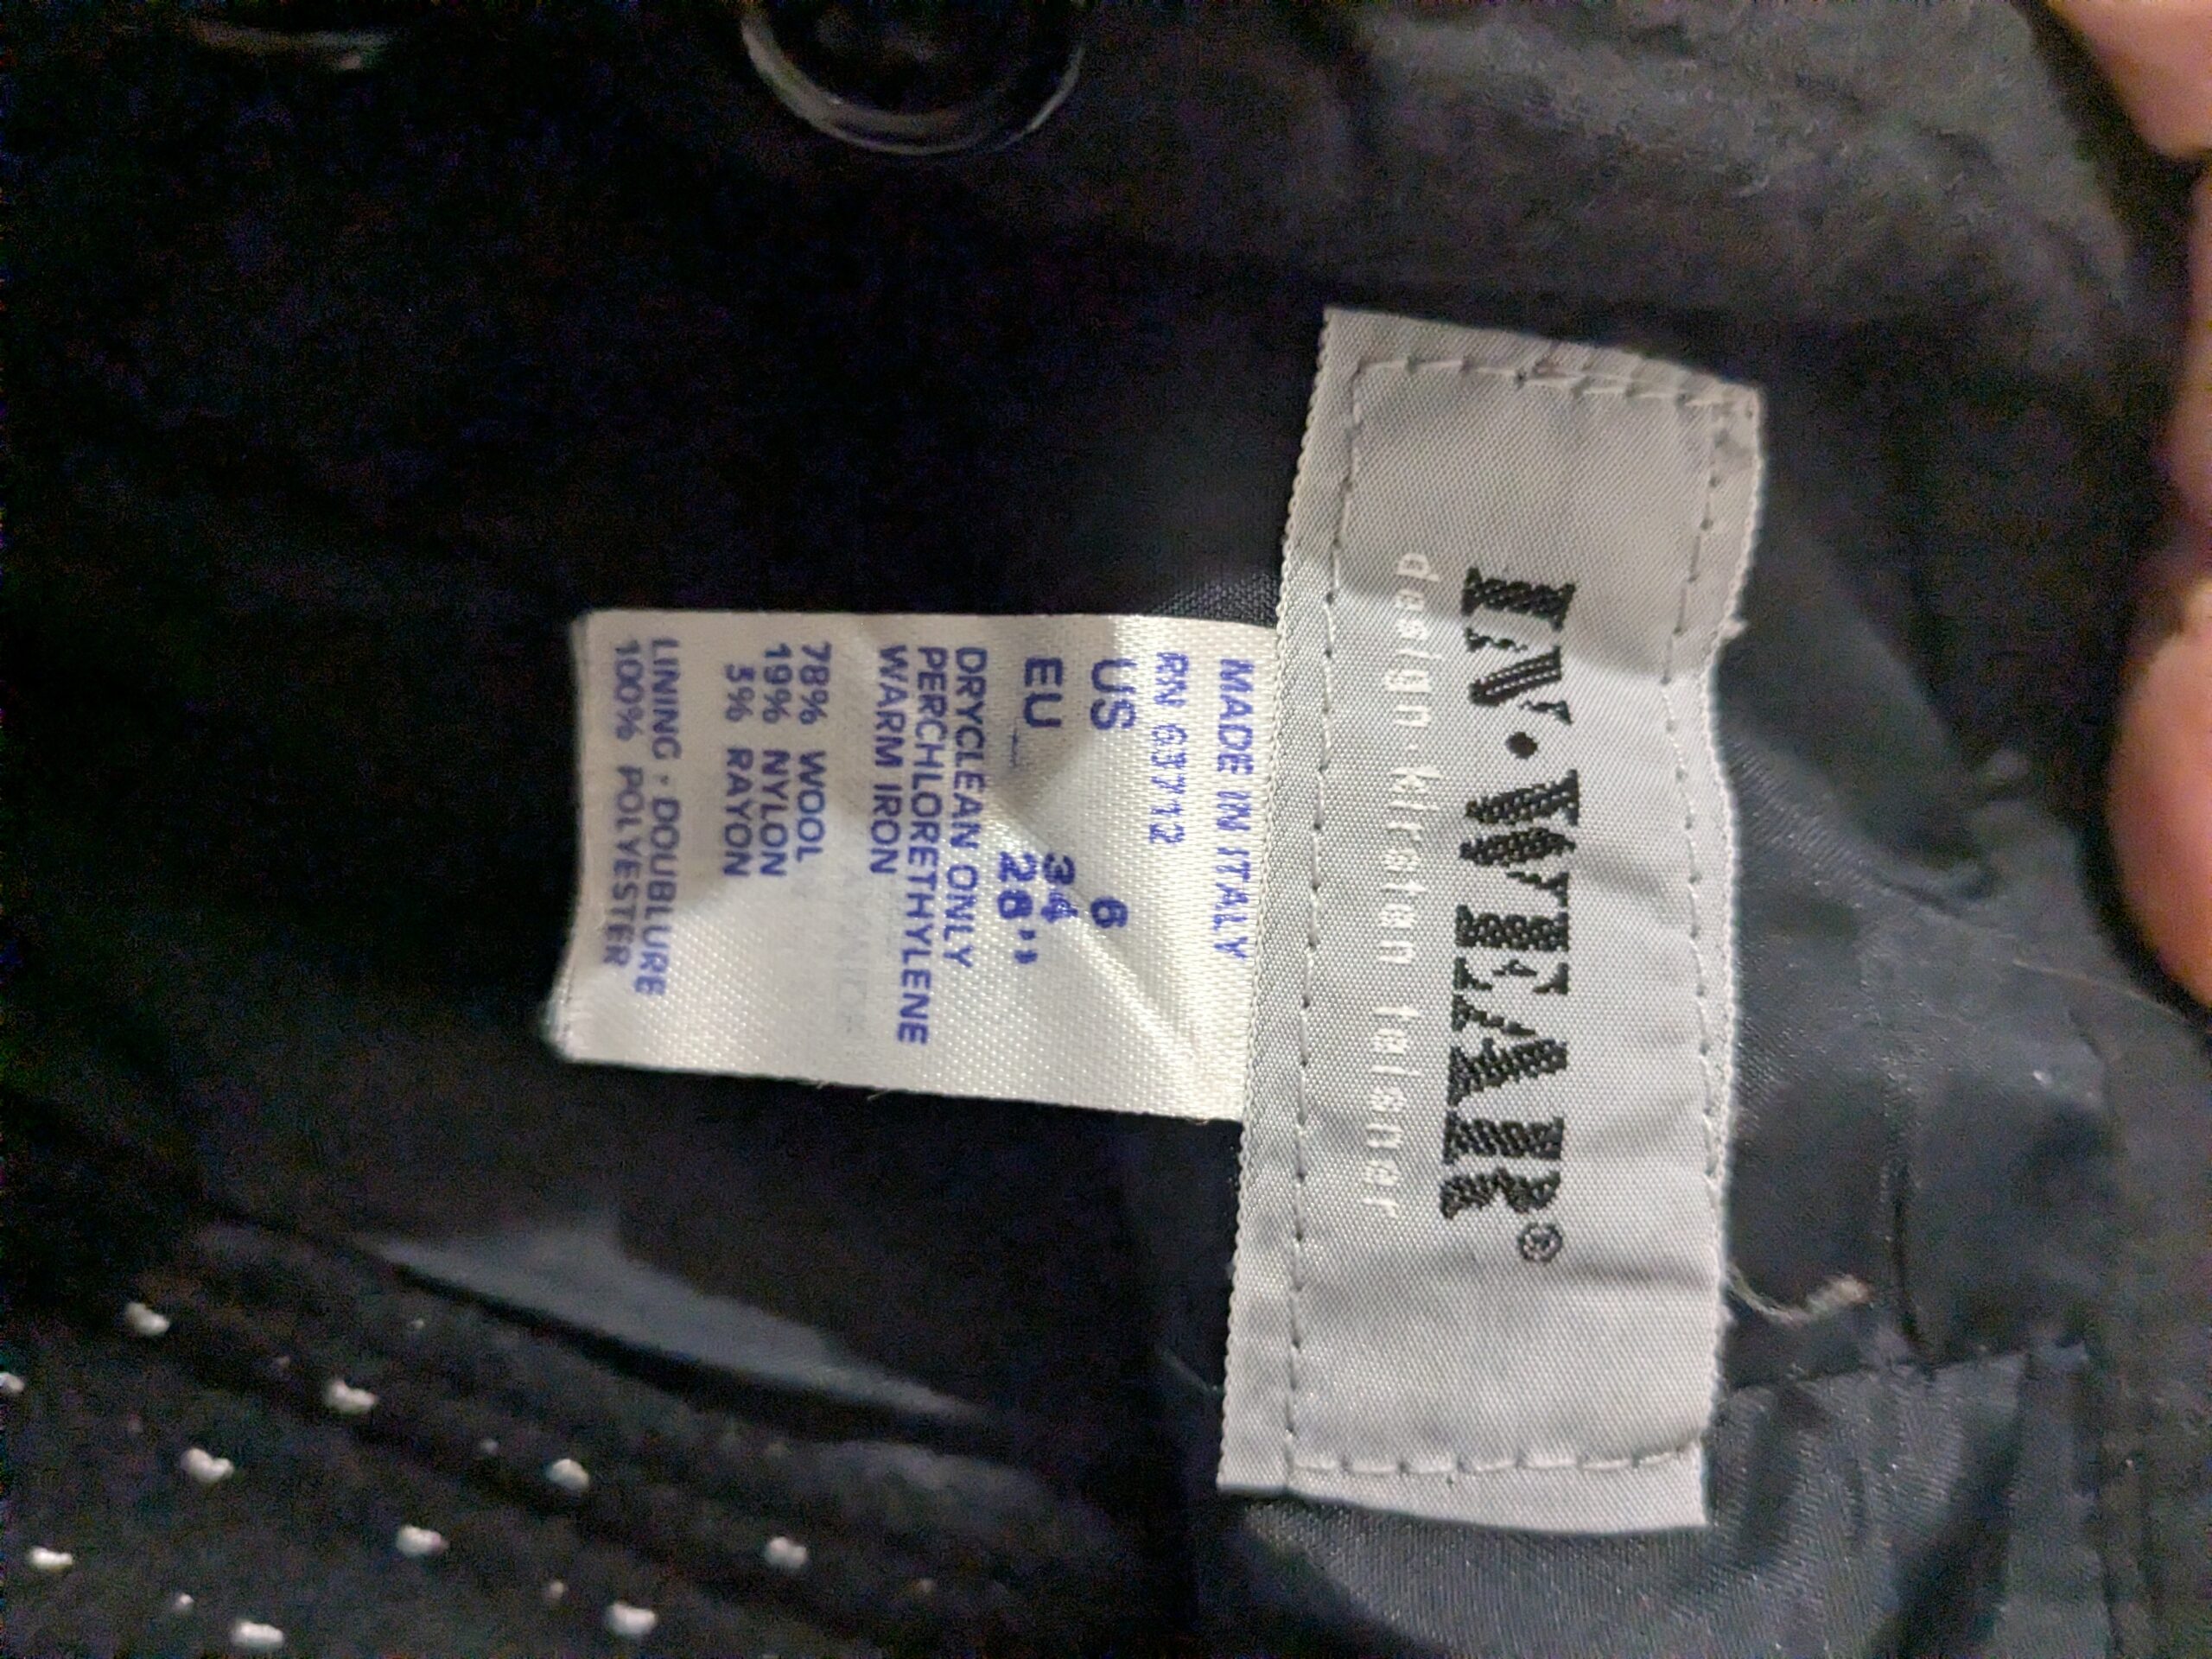 IN·WEAR®
design·kirsten teisner
MADE IN ITALY
RN 63712
US 6
EU 34
28''
DRYCLEAN ONLY
PERCHLORETHYLENE
WARM IRON
78% WOOL
19% NYLON
3% RAYON
LINING · DOUBLURE
100% POLYESTER